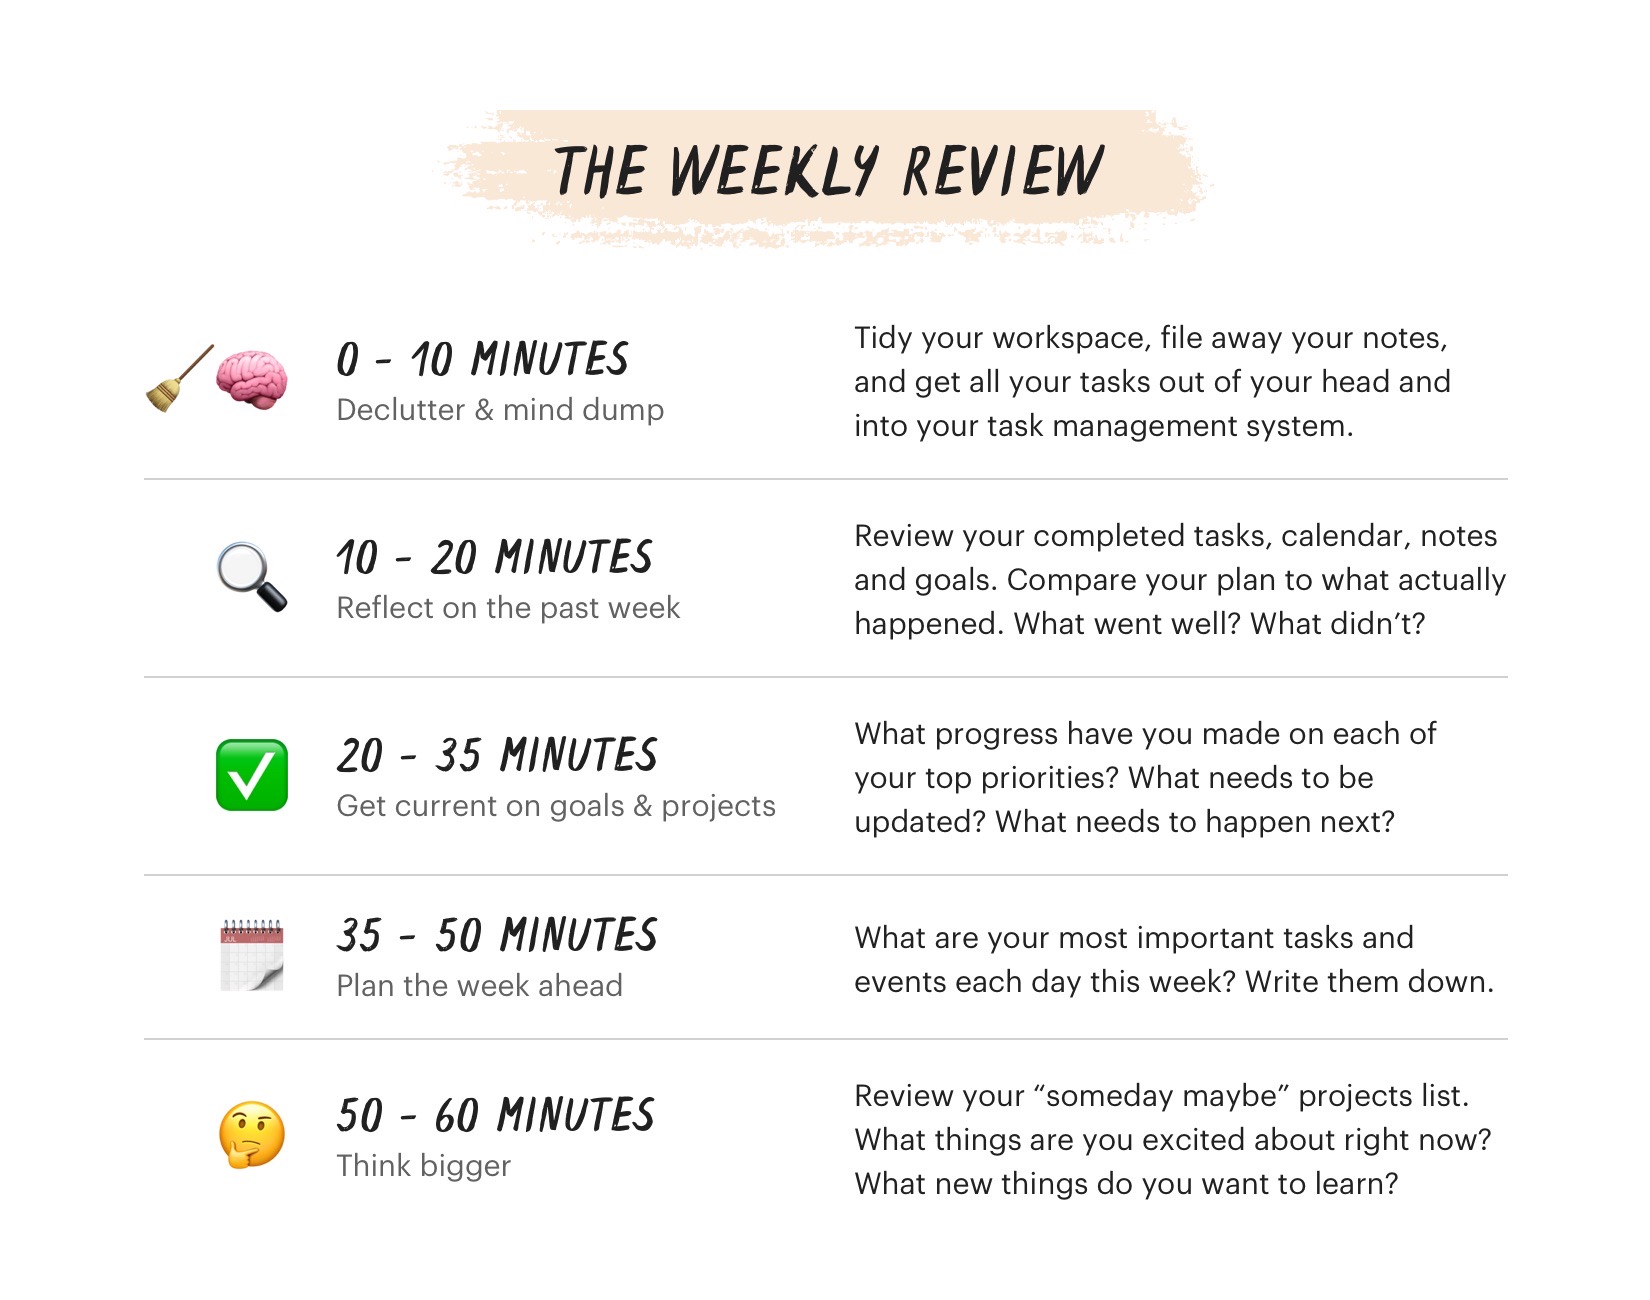 THE WEEKLY REVIEW
0 - 10 MINUTES
Declutter & mind dump
Tidy your workspace, file away your notes,
and get all your tasks out of your head and
into your task management system.
10 - 20 MINUTES
Reflect on the past week
Review your completed tasks, calendar, notes
and goals. Compare your plan to what actually
happened. What went well? What didn’t?
20 - 35 MINUTES
Get current on goals & projects
What progress have you made on each of
your top priorities? What needs to be
updated? What needs to happen next?
JUL
35 - 50 MINUTES
Plan the week ahead
What are your most important tasks and
events each day this week? Write them down.
50 - 60 MINUTES
Think bigger
Review your “someday maybe” projects list.
What things are you excited about right now?
What new things do you want to learn?